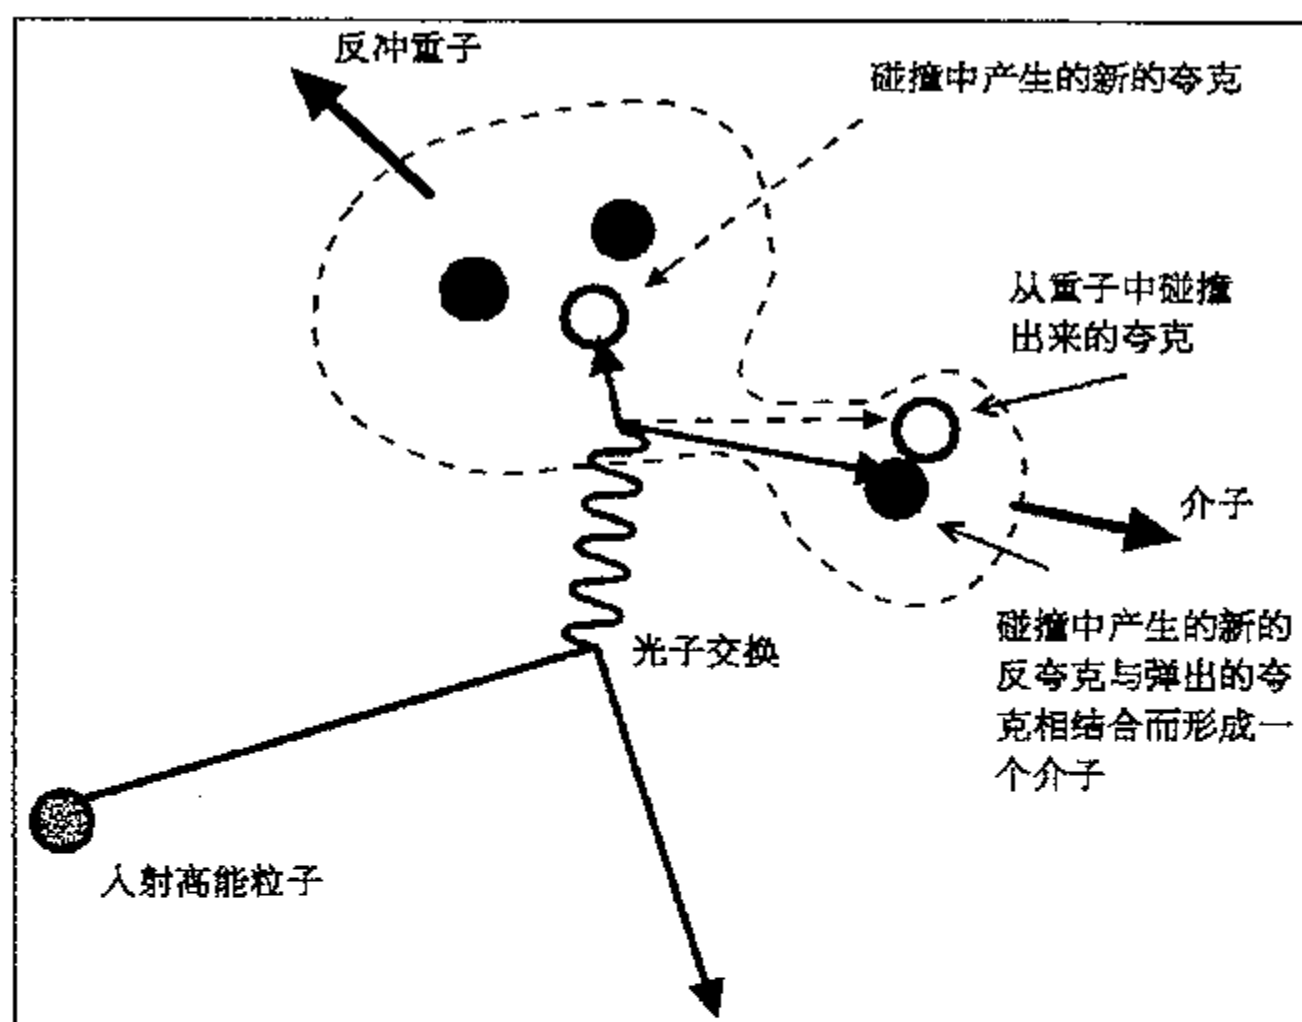 反冲重子
碰撞中产生的新的夸克
从重子中碰撞
出来的夸克
介子
光子交换
碰撞中产生的新的
反夸克与弹出的夸
克相结合而形成一
个介子
入射高能粒子